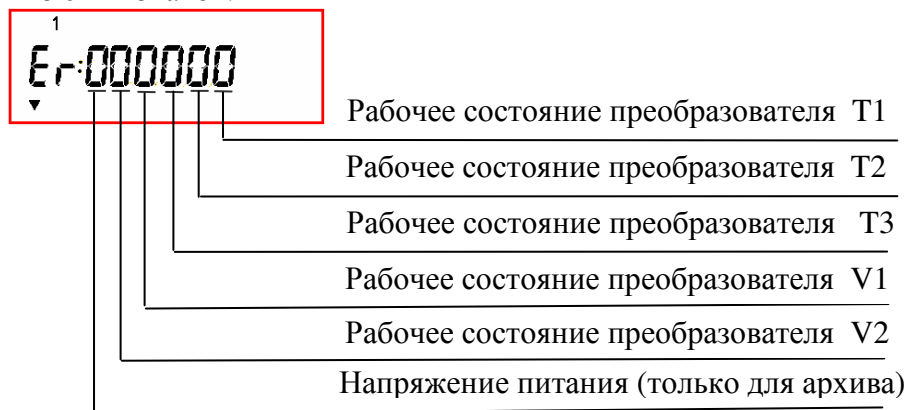 1
Er:000000
Рабочее состояние преобразователя T1
Рабочее состояние преобразователя T2
Рабочее состояние преобразователя T3
Рабочее состояние преобразователя V1
Рабочее состояние преобразователя V2
Напряжение питания (только для архива)